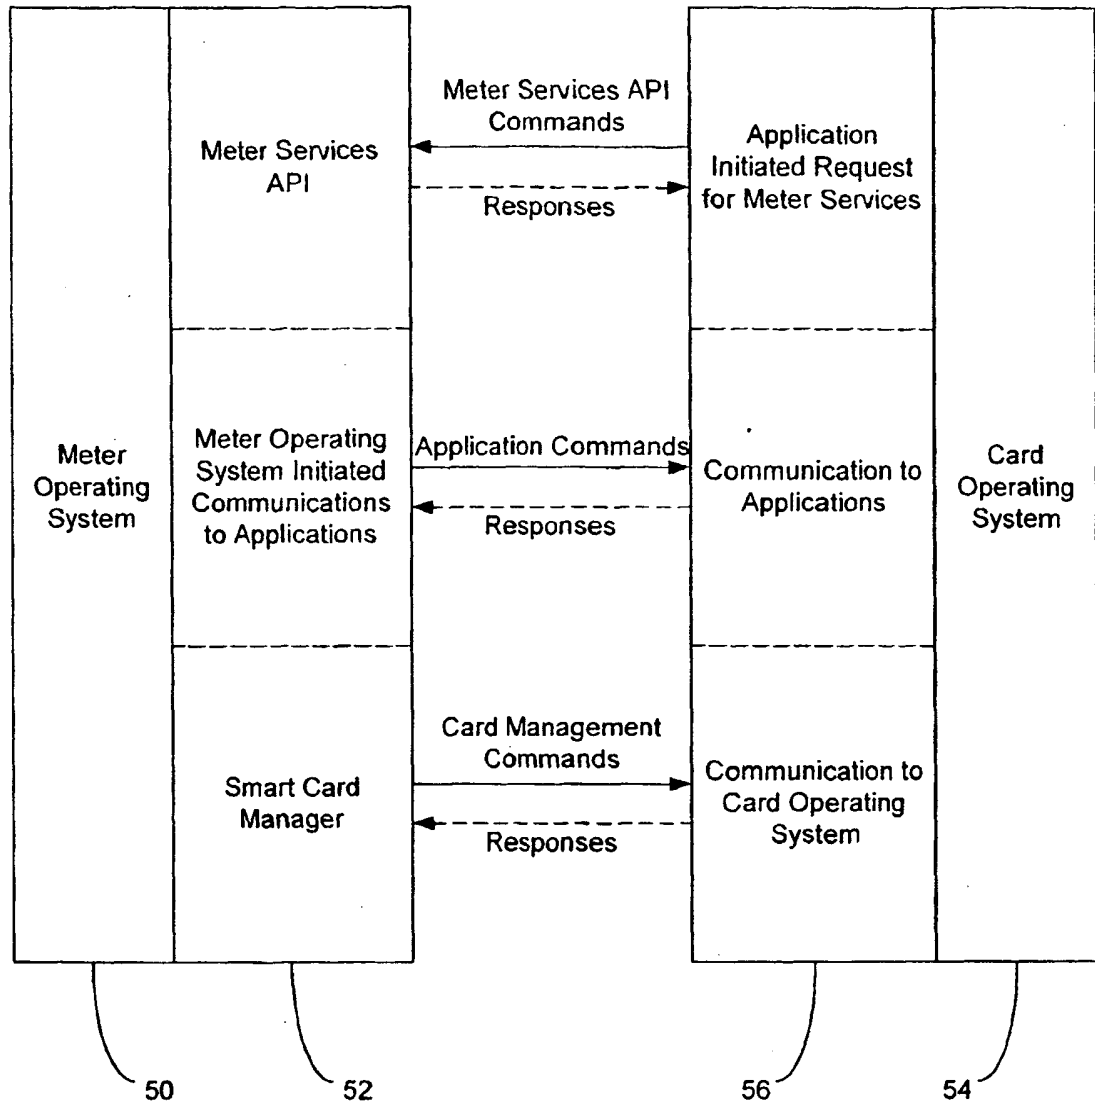 Meter Services API
Commands
Meter Services
API
Application
Initiated Request
for Meter Services
Responses
Meter
Operating
System
Meter Operating
System Initiated
Communications
to Applications
Application Commands
Responses
Communication to
Applications
Card
Operating
System
Card Management
Commands
Smart Card
Manager
Communication to
Card Operating
System
Responses
50
52
56
54